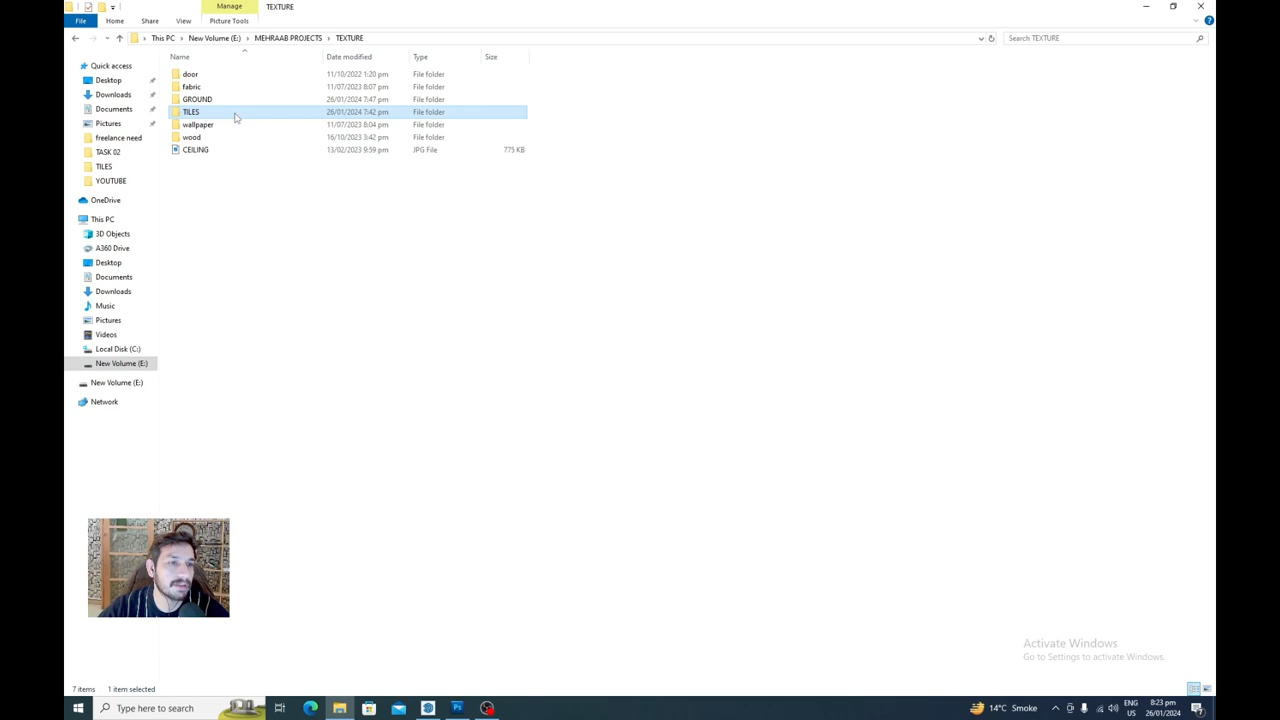 Manage
TEXTURE
File
Home
Share
View
Picture Tools
This PC > New Volume (E:) > MEHRAAB PROJECTS > TEXTURE
Search TEXTURE
Name
Date modified
Type
Size
door 11/10/2022 1:20 pm File folder
fabric 11/07/2023 8:07 pm File folder
GROUND 26/01/2024 7:47 pm File folder
TILES 26/01/2024 7:42 pm File folder
wallpaper 11/07/2023 8:04 pm File folder
wood 16/10/2023 3:42 pm File folder
CEILING 13/02/2023 9:59 pm JPG File 775 KB
Quick access
Desktop
Downloads
Documents
Pictures
freelance need
TASK 02
TILES
YOUTUBE
OneDrive
This PC
3D Objects
A360 Drive
Desktop
Documents
Downloads
Music
Pictures
Videos
Local Disk (C:)
New Volume (E:)
New Volume (E:)
Network
Activate Windows
Go to Settings to activate Windows.
7 items
1 item selected
Type here to search
Ps
14°C Smoke
ENG
US
8:23 pm
26/01/2024